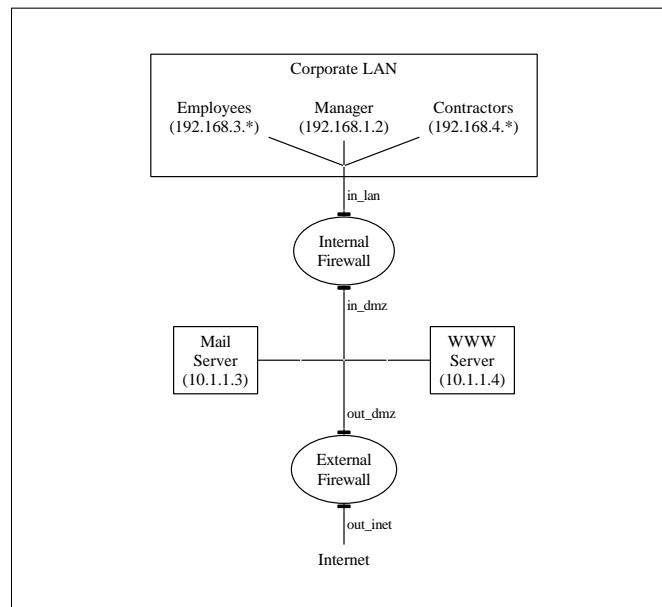 Corporate LAN
Employees Manager Contractors
(192.168.3.*) (192.168.1.2) (192.168.4.*)
in_lan
Internal
Firewall
in_dmz
Mail
Server
(10.1.1.3)
WWW
Server
(10.1.1.4)
out_dmz
External
Firewall
out_inet
Internet